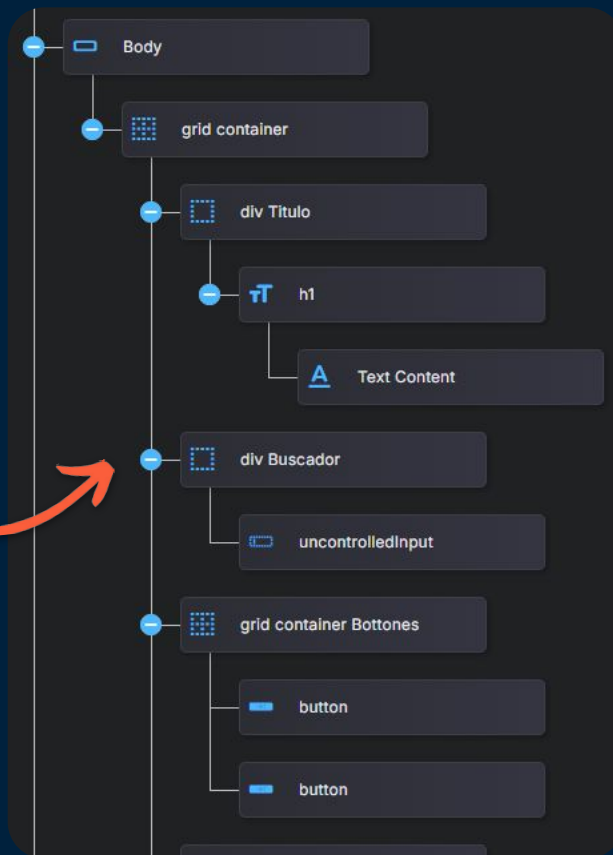 Body
grid container
div Titulo
h1
Text Content
div Buscador
uncontrolledInput
grid container Bottones
button
button